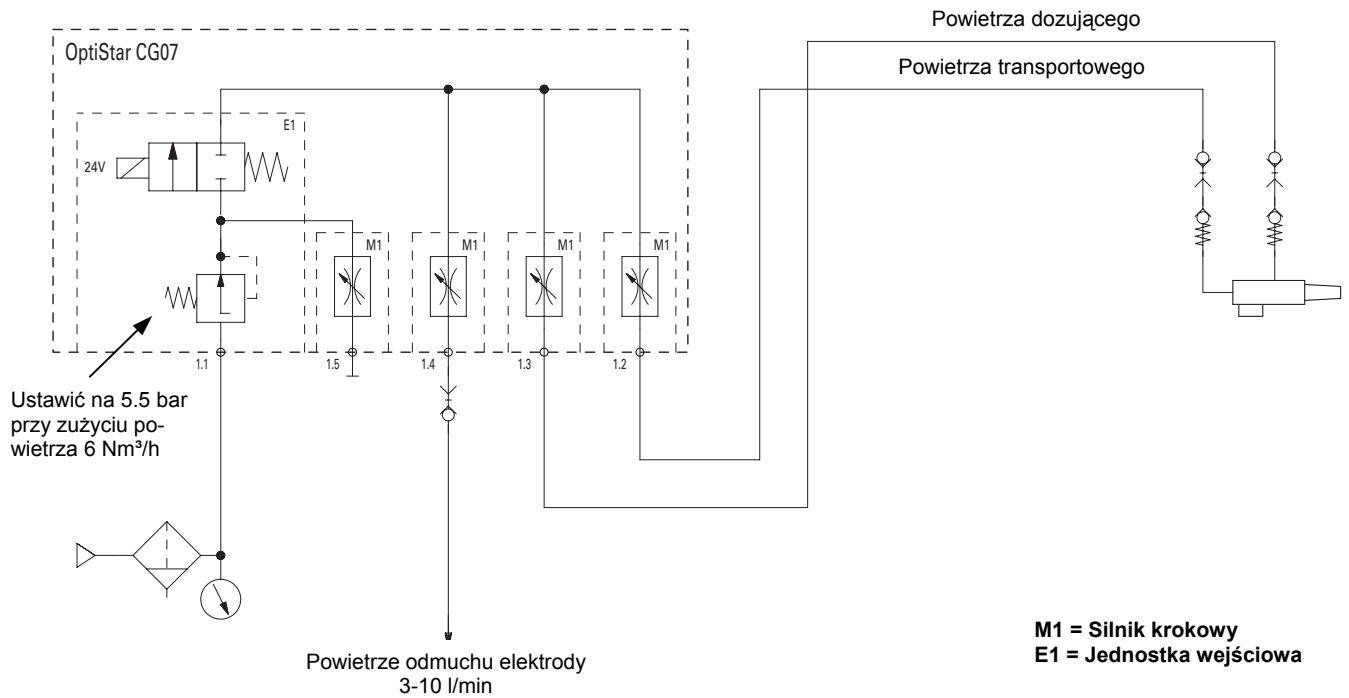 Powietrza dozującego
OptiStar CG07
Powietrza transportowego
E1
24V
M1
M1
M1
M1
1.1
1.5
1.4
1.3
1.2
Ustawić na 5.5 bar
przy zużyciu po-
wietrza 6 Nm³/h
M1 = Silnik krokowy
E1 = Jednostka wejściowa
Powietrze odmuchu elektrody
3-10 l/min